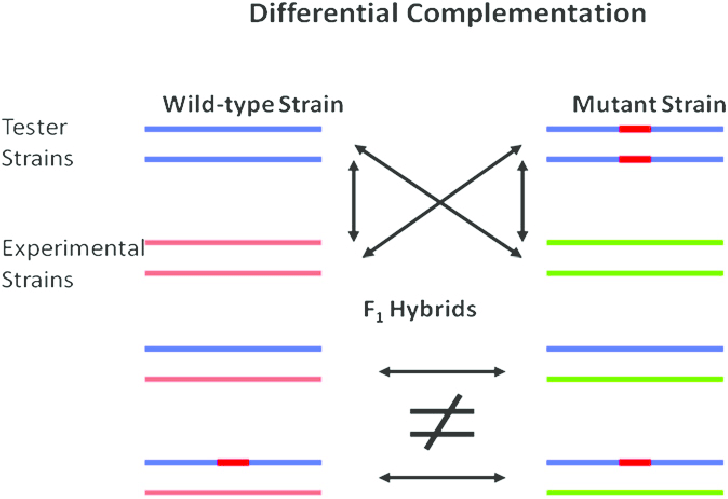 Differential Complementation
Wild-type Strain
Mutant Strain
Tester
Strains
Experimental
Strains
F1 Hybrids